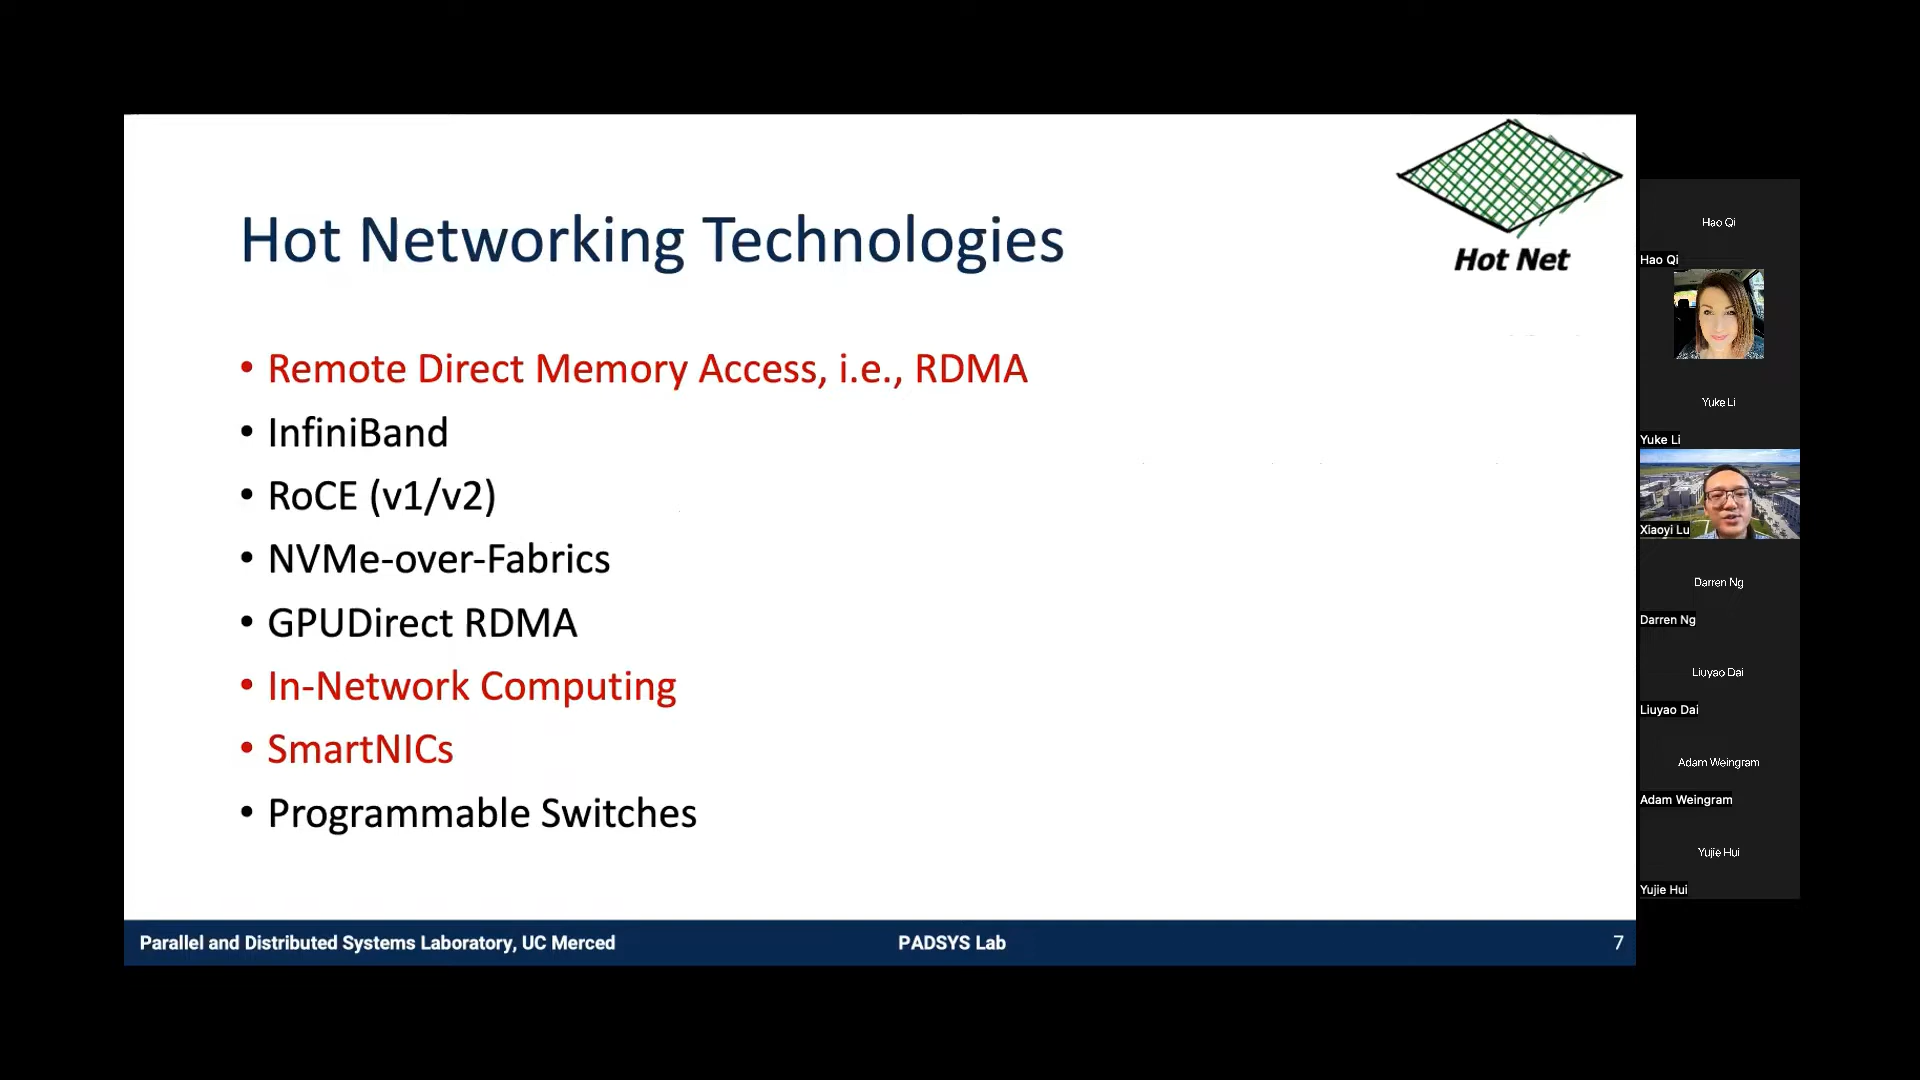 Hot Networking Technologies
Hot Net
• Remote Direct Memory Access, i.e., RDMA
• InfiniBand
• RoCE (v1/v2)
• NVMe-over-Fabrics
• GPUDirect RDMA
• In-Network Computing
• SmartNICs
• Programmable Switches
Parallel and Distributed Systems Laboratory, UC Merced
PADSYS Lab
7
Hao Qi
Hao Qi
Yuke Li
Yuke Li
Xiaoyi Lu
Darren Ng
Darren Ng
Liuyao Dai
Liuyao Dai
Adam Weingram
Adam Weingram
Yujie Hui
Yujie Hui